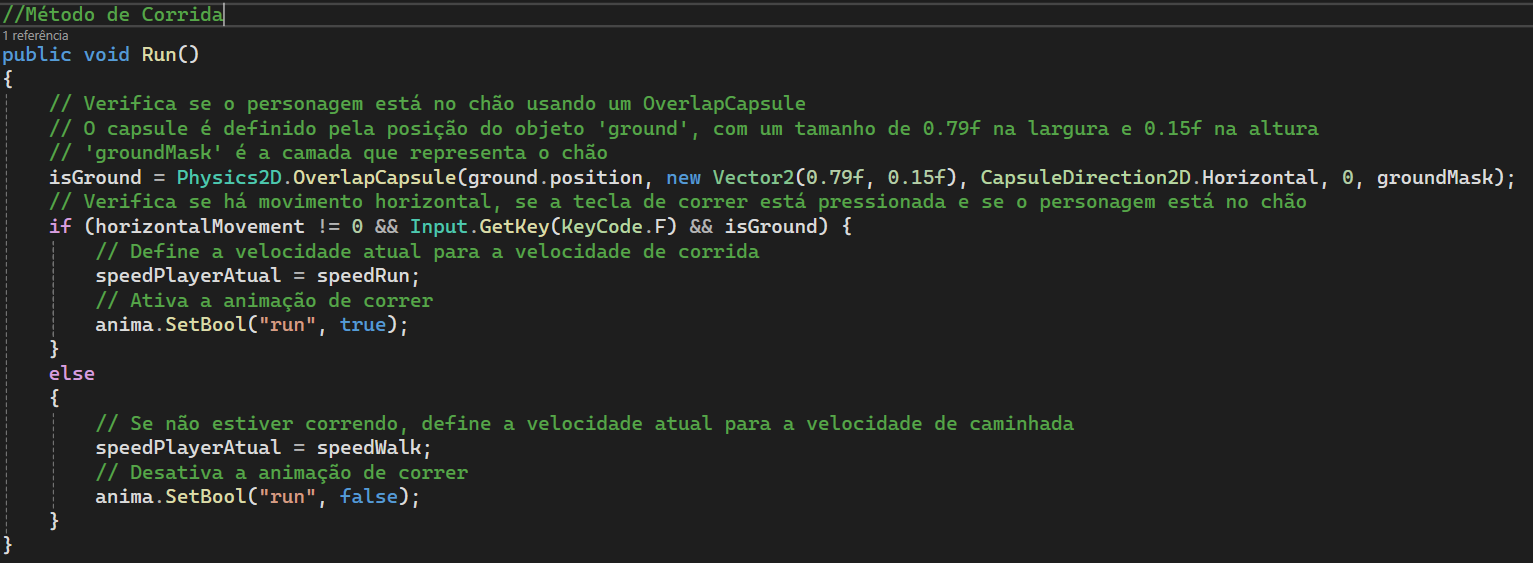 //Método de Corrida
1 referência
public void Run()
{
// Verifica se o personagem está no chão usando um OverlapCapsule
// O capsule é definido pela posição do objeto 'ground', com um tamanho de 0.79f na largura e 0.15f na altura
// 'groundMask' é a camada que representa o chão
isGround = Physics2D.OverlapCapsule(ground.position, new Vector2(0.79f, 0.15f), CapsuleDirection2D.Horizontal, 0, groundMask);
// Verifica se há movimento horizontal, se a tecla de correr está pressionada e se o personagem está no chão
if (horizontalMovement != 0 && Input.GetKey(KeyCode.F) && isGround) {
// Define a velocidade atual para a velocidade de corrida
speedPlayerAtual = speedRun;
// Ativa a animação de correr
anima.SetBool("run", true);
}
else
{
// Se não estiver correndo, define a velocidade atual para a velocidade de caminhada
speedPlayerAtual = speedWalk;
// Desativa a animação de correr
anima.SetBool("run", false);
}
}